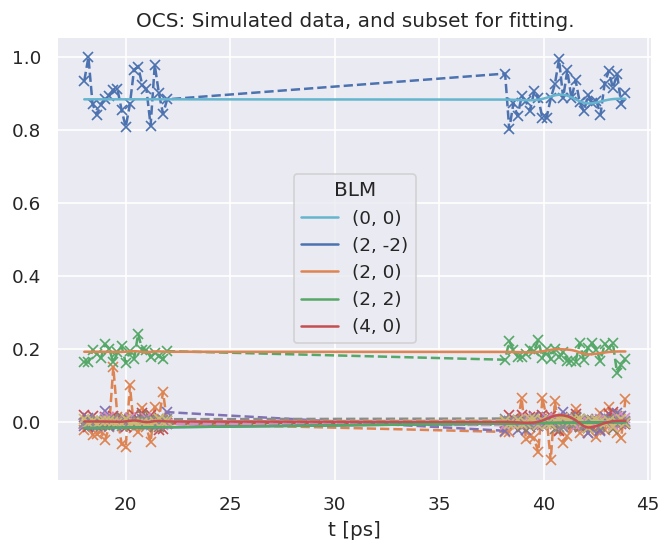 OCS: Simulated data, and subset for fitting.
1.0
0.8
0.6
0.4
0.2
0.0
BLM
(0, 0)
(2, -2)
(2, 0)
(2, 2)
(4, 0)
20 25 30 35 40 45
t [ps]